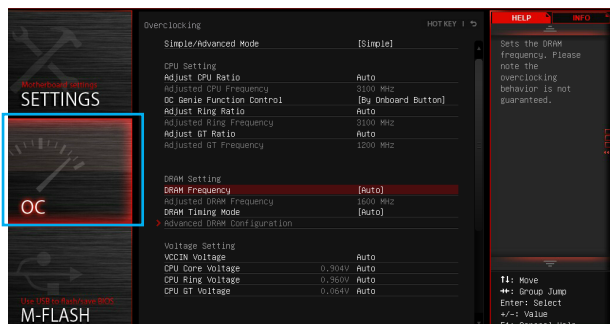 Motherboard settings
SETTINGS
OC
Use USB to flash/save BIOS
M-FLASH
Overclocking
HOT KEY |
Simple/Advanced Mode [Simple]
CPU Setting
Adjust CPU Ratio Auto
Adjusted CPU Frequency 3100 MHz
OC Genie Function Control [By Onboard Button]
Adjust Ring Ratio Auto
Adjusted Ring Frequency 3100 MHz
Adjust GT Ratio Auto
Adjusted GT Frequency 1200 MHz
DRAM Setting
DRAM Frequency [Auto]
Adjusted DRAM Frequency 1600 MHz
DRAM Timing Mode [Auto]
> Advanced DRAM Configuration
Voltage Setting
VCCIN Voltage Auto
CPU Core Voltage 0.904V Auto
CPU Ring Voltage 0.960V Auto
CPU GT Voltage 0.064V Auto
HELP INFO
Sets the DRAM
frequency. Please
note the
overclocking
behavior is not
guaranteed.
↑↓: Move
: Group Jump
Enter: Select
+/-: Value